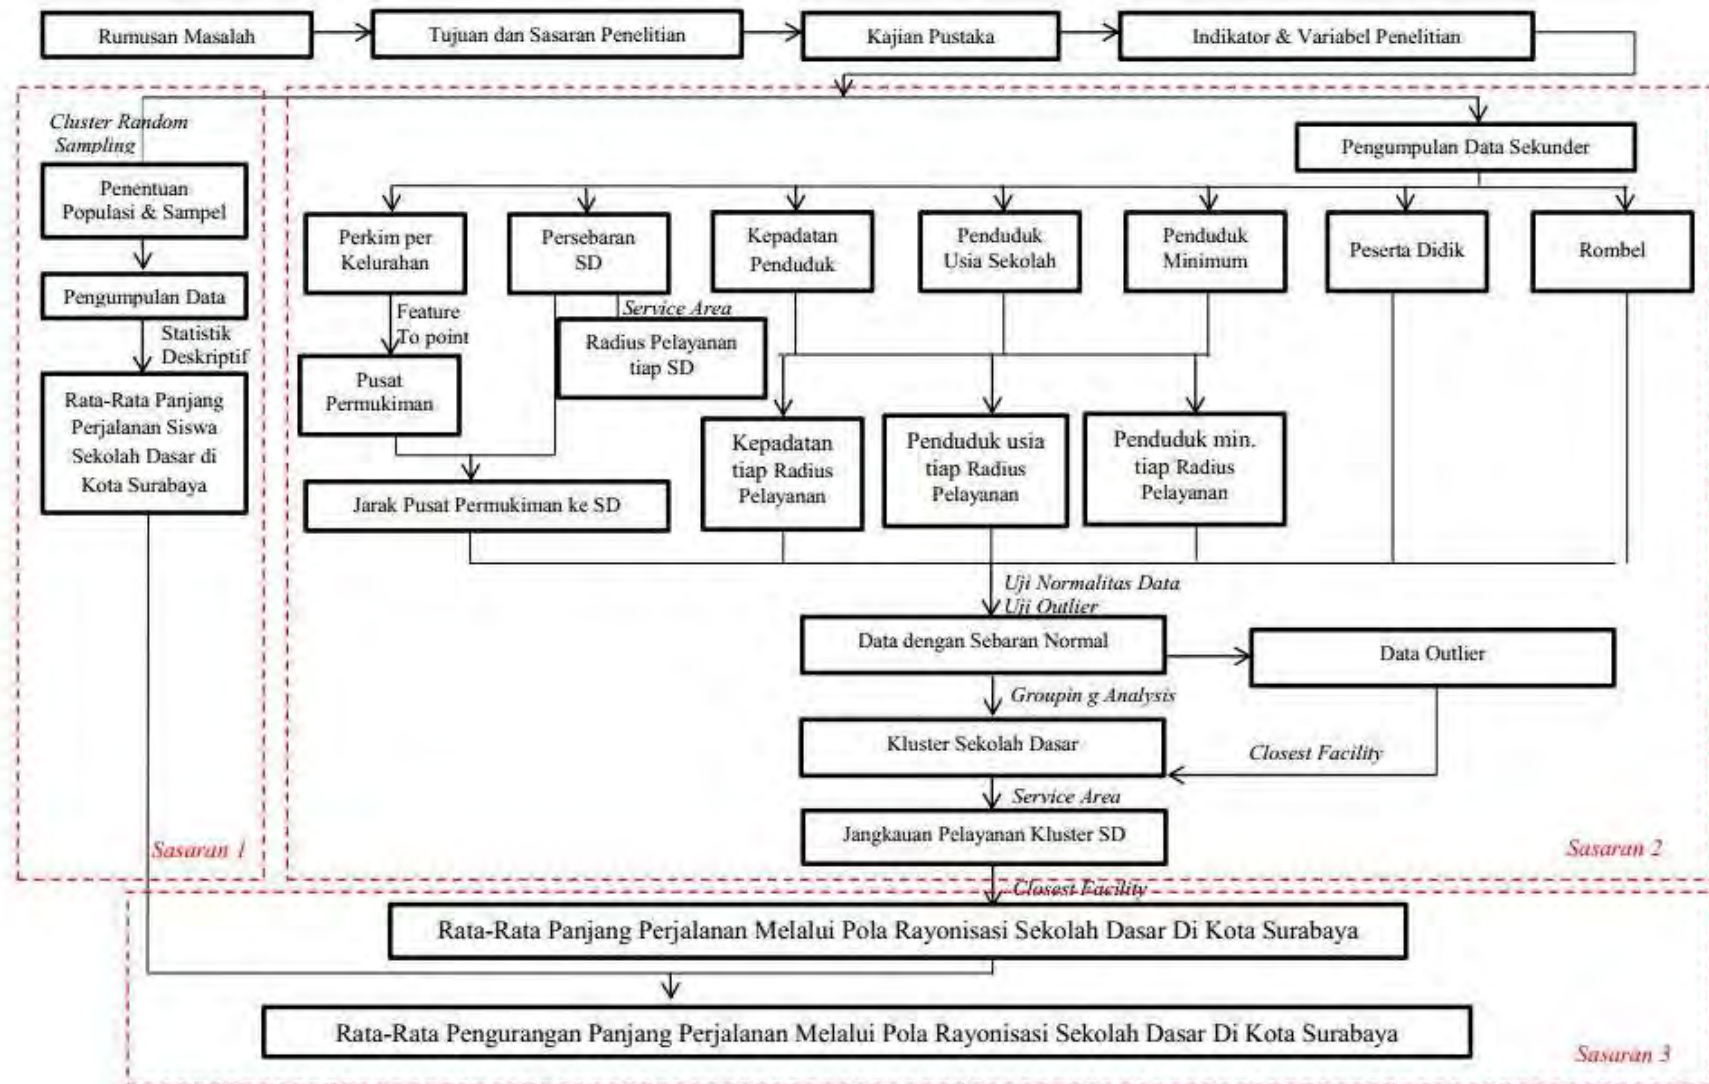 Rumusan Masalah
Tujuan dan Sasaran Penelitian
Kajian Pustaka
Indikator & Variabel Penelitian
Cluster Random
Sampling
Penentuan
Populasi & Sampel
Pengumpulan Data
Statistik
Deskriptif
Rata-Rata Panjang
Perjalanan Siswa
Sekolah Dasar di
Kota Surabaya
Sasaran 1
Pengumpulan Data Sekunder
Perkim per
Kelurahan
Persebaran
SD
Kepadatan
Penduduk
Penduduk
Usia Sekolah
Penduduk
Minimum
Peserta Didik
Rombel
Feature
To point
Service Area
Radius Pelayanan
tiap SD
Pusat
Permukiman
Kepadatan
tiap Radius
Pelayanan
Penduduk usia
tiap Radius
Pelayanan
Penduduk min.
tiap Radius
Pelayanan
Jarak Pusat Permukiman ke SD
Uji Normalitas Data
Uji Outlier
Data dengan Sebaran Normal
Data Outlier
Groupin g Analysis
Kluster Sekolah Dasar
Closest Facility
Service Area
Jangkauan Pelayanan Kluster SD
Sasaran 2
Closest Facility
Rata-Rata Panjang Perjalanan Melalui Pola Rayonisasi Sekolah Dasar Di Kota Surabaya
Rata-Rata Pengurangan Panjang Perjalanan Melalui Pola Rayonisasi Sekolah Dasar Di Kota Surabaya
Sasaran 3